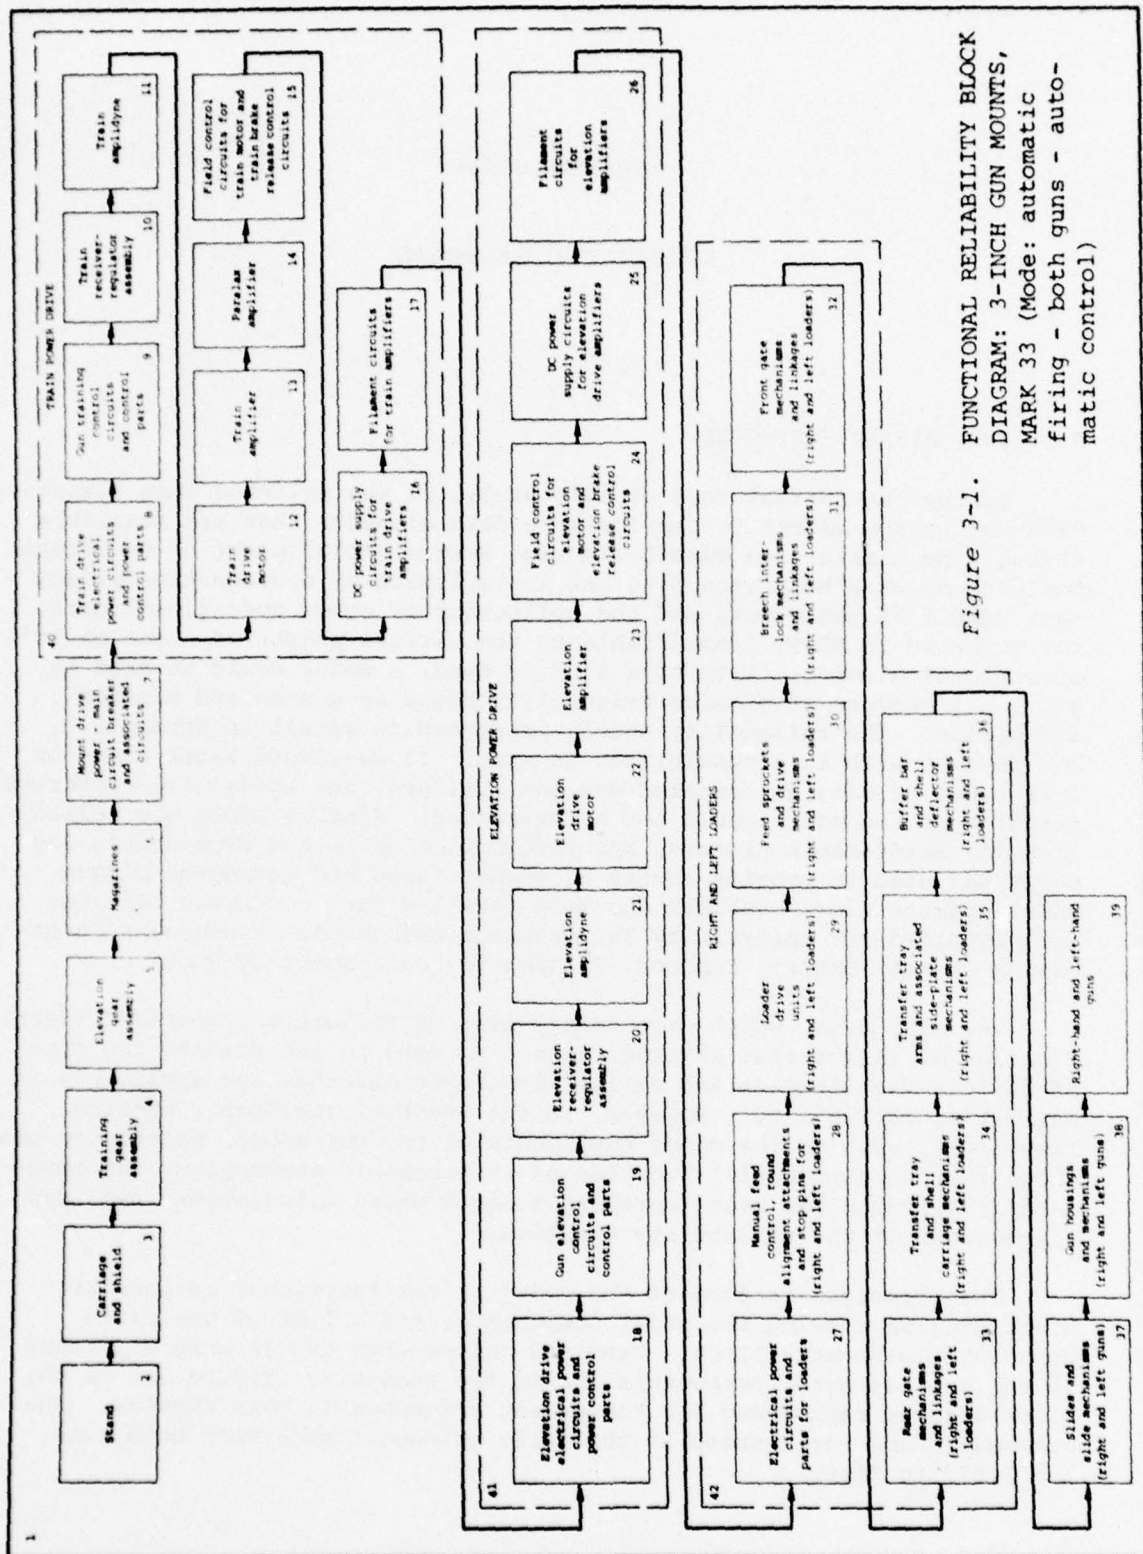 1
Stand
2
Carriage
and shield
3
Training
gear
assembly
4
Elevation
gear
assembly
5
Magazines
6
Mount drive
power - main
circuit breaker
and associated
circuits
7
40
TRAIN POWER DRIVE
Train drive
electrical
power circuits
and power
control parts
8
Gun training
control
circuits
and control
parts
9
Train
receiver-
regulator
assembly
10
Train
amplidyne
11
Train
drive
motor
12
Train
amplifier
13
Paralax
amplifier
14
Field control
circuits for
train motor and
train brake
release control
circuits
15
DC power supply
circuits for
train drive
amplifiers
16
Filament circuits
for train amplifiers
17
41
ELEVATION POWER DRIVE
Elevation drive
electrical power
circuits and
power control
parts
18
Gun elevation
control
circuits and
control parts
19
Elevation
receiver-
regulator
assembly
20
Elevation
amplidyne
21
Elevation
drive
motor
22
Elevation
amplifier
23
Field control
circuits for
elevation
motor and
elevation brake
release control
circuits
24
DC power
supply circuits
for elevation
drive amplifiers
25
Filament
circuits
for
elevation
amplifiers
26
42
RIGHT AND LEFT LOADERS
Electrical power
circuits and
parts for loaders
27
Manual feed
control, round
alignment attachments
and stop pins for
(right and left loaders)
28
Loader
drive
units
(right and left loaders)
29
Feed sprockets
and drive
mechanisms
(right and left loaders)
30
Breech inter-
lock mechanisms
and linkages
(right and left loaders)
31
Front gate
mechanisms
and linkages
(right and left loaders)
32
Rear gate
mechanisms
and linkages
(right and left
loaders)
33
Transfer tray
and shell
carriage mechanisms
(right and left loaders)
34
Transfer tray
arms and associated
side-plate
mechanisms
(right and left loaders)
35
Buffer bar
and shell
deflector
mechanisms
(right and left
loaders)
36
Slides and
slide mechanisms
(right and left guns)
37
Gun housings
and mechanisms
(right and left guns)
38
Right-hand and left-hand
guns
39
Figure 3-1. FUNCTIONAL RELIABILITY BLOCK
DIAGRAM: 3-INCH GUN MOUNTS,
MARK 33 (Mode: automatic
firing - both guns - auto-
matic control)